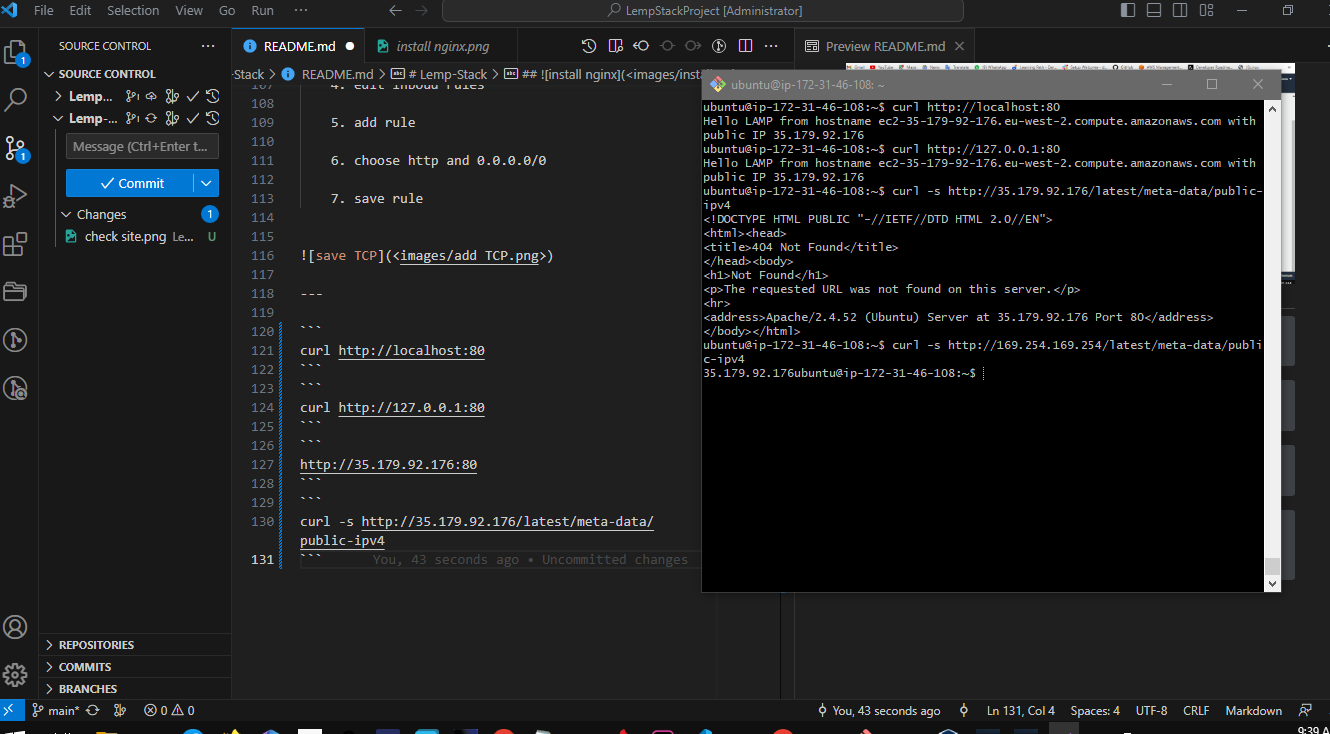 File Edit Selection View Go Run ··· LempStackProject [Administrator]
SOURCE CONTROL ···
README.md ●
install nginx.png
Preview README.md
SOURCE CONTROL
-Stack > README.md > # Lemp-Stack > ## ![install nginx](<images/inst
Lemp...
Lemp-...
Message (Ctrl+Enter t...
Commit
Changes 1
check site.png Le... U
REPOSITORIES
COMMITS
BRANCHES
107 4. edit inboud rules
108
109 5. add rule
110
111 6. choose http and 0.0.0.0/0
112
113 7. save rule
114
115
116 ![save TCP](<images/add TCP.png>)
117
118 ---
119
120 ```
121 curl http://localhost:80
122 ```
123 ```
124 curl http://127.0.0.1:80
125 ```
126 ```
127 http://35.179.92.176:80
128 ```
129 ```
130 curl -s http://35.179.92.176/latest/meta-data/
public-ipv4
131 ``` You, 43 seconds ago • Uncommitted changes
ubuntu@ip-172-31-46-108: ~
ubuntu@ip-172-31-46-108:~$ curl http://localhost:80
Hello LAMP from hostname ec2-35-179-92-176.eu-west-2.compute.amazonaws.com with
public IP 35.179.92.176
ubuntu@ip-172-31-46-108:~$ curl http://127.0.0.1:80
Hello LAMP from hostname ec2-35-179-92-176.eu-west-2.compute.amazonaws.com with
public IP 35.179.92.176
ubuntu@ip-172-31-46-108:~$ curl -s http://35.179.92.176/latest/meta-data/public-
ipv4
<!DOCTYPE HTML PUBLIC "-//IETF//DTD HTML 2.0//EN">
<html><head>
<title>404 Not Found</title>
</head><body>
<h1>Not Found</h1>
<p>The requested URL was not found on this server.</p>
<hr>
<address>Apache/2.4.52 (Ubuntu) Server at 35.179.92.176 Port 80</address>
</body></html>
ubuntu@ip-172-31-46-108:~$ curl -s http://169.254.169.254/latest/meta-data/publi
c-ipv4
35.179.92.176ubuntu@ip-172-31-46-108:~$
main* 0 0 You, 43 seconds ago Ln 131, Col 4 Spaces: 4 UTF-8 CRLF Markdown
9:39 A